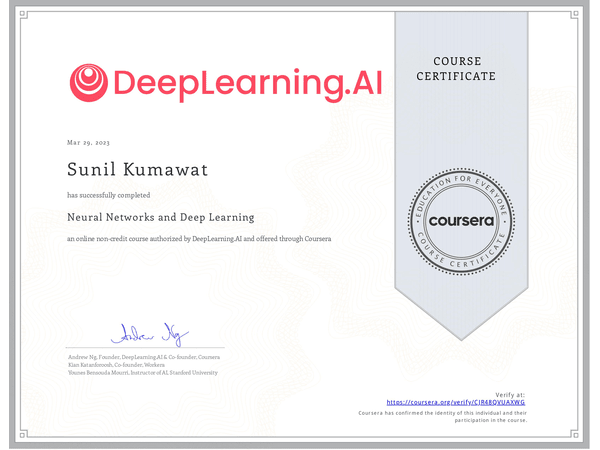 DeepLearning.AI
COURSE
CERTIFICATE
Mar 29, 2023
Sunil Kumawat
has successfully completed
Neural Networks and Deep Learning
an online non-credit course authorized by DeepLearning.AI and offered through Coursera
EDUCATION FOR EVERYONE
coursera
COURSE CERTIFICATE
Andrew Ng
Andrew Ng, Founder, DeepLearning.AI & Co-founder, Coursera
Kian Katanforoosh, Co-founder, Workera
Younes Bensouda Mourri, Instructor of AI, Stanford University
Verify at:
https://coursera.org/verify/CJR48QVUAXWG
Coursera has confirmed the identity of this individual and their
participation in the course.